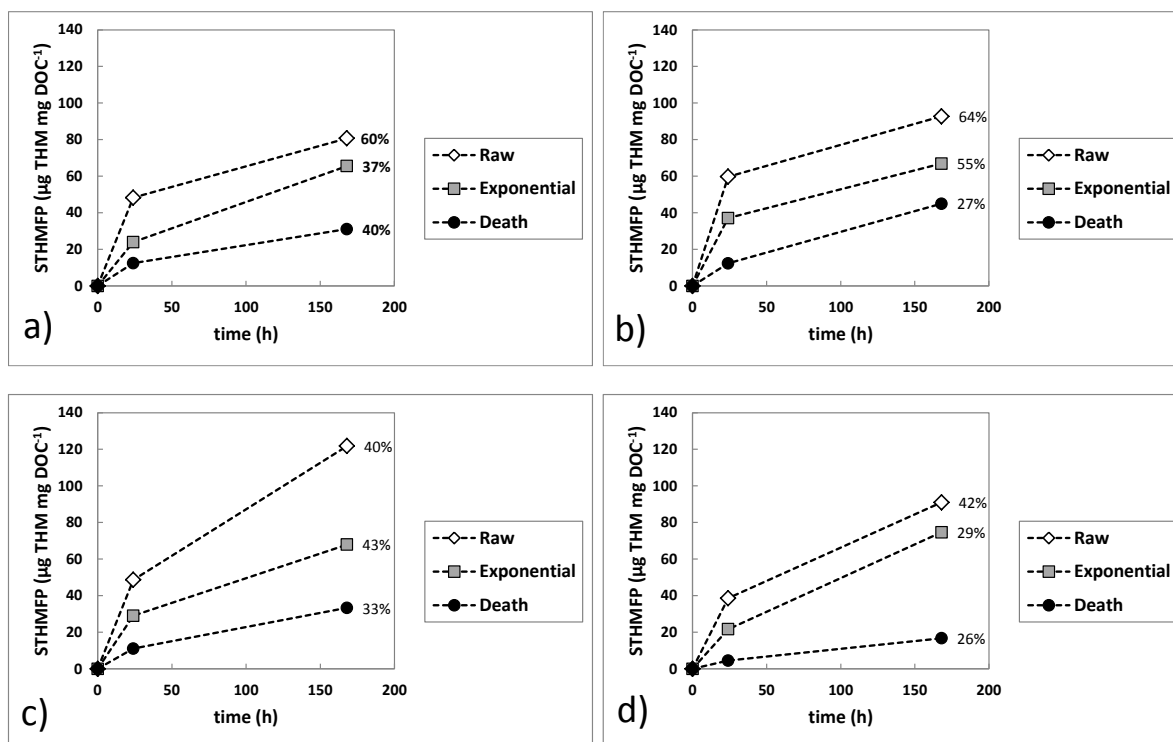 140
120
100
80
60
40
20
0
STHMFP (µg THM mg DOC⁻¹)
60%
37%
40%
0 50 100 150 200
time (h)
Raw
Exponential
Death
a)
140
120
100
80
60
40
20
0
STHMFP (µg THM mg DOC⁻¹)
64%
55%
27%
0 50 100 150 200
time (h)
Raw
Exponential
Death
b)
140
120
100
80
60
40
20
0
STHMFP (µg THM mg DOC⁻¹)
40%
43%
33%
0 50 100 150 200
time (h)
Raw
Exponential
Death
c)
140
120
100
80
60
40
20
0
STHMFP (µg THM mg DOC⁻¹)
42%
29%
26%
0 50 100 150 200
time (h)
Raw
Exponential
Death
d)